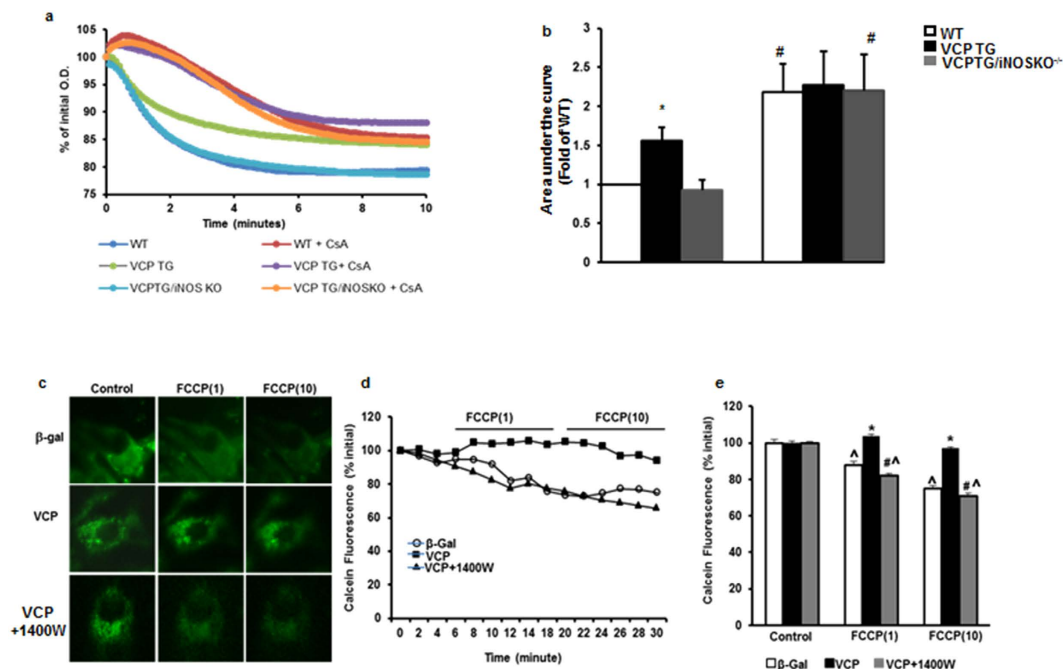 a
% of initial O.D.
105
100
95
90
85
80
75
0 2 4 6 8 10
Time (minutes)
WT
WT + CsA
VCP TG
VCP TG+ CsA
VCPTG/iNOS KO
VCP TG/iNOSKO + CsA
b
Area under the curve
(Fold of WT)
3
2.5
2
1.5
1
0.5
0
*
#
#
WT
VCP TG
VCPTG/iNOSKO-/-
c
Control FCCP(1) FCCP(10)
β-gal
VCP
VCP
+1400W
d
Calcein Fluorescence (% initial)
120
100
80
60
40
20
0
FCCP(1)
FCCP(10)
β-Gal
VCP
VCP+1400W
0 2 4 6 8 10 12 14 16 18 20 22 24 26 28 30
Time (minute)
e
Calcein Fluorescence (% initial)
120
100
80
60
40
20
0
^ * #^
^ * #^
Control FCCP(1) FCCP(10)
β-Gal VCP VCP+1400W